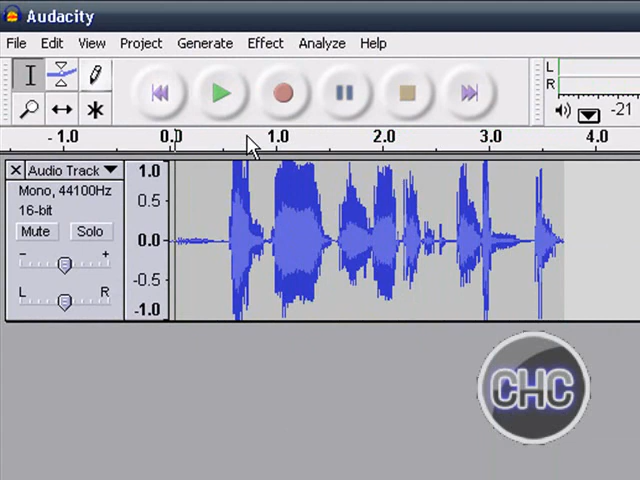 Audacity
File Edit View Project Generate Effect Analyze Help
L
R
-21
- 1.0 0.0 1.0 2.0 3.0 4.0
Audio Track
Mono, 44100Hz
16-bit
Mute Solo
- +
L R
1.0
0.5
0.0
-0.5
-1.0
CHC